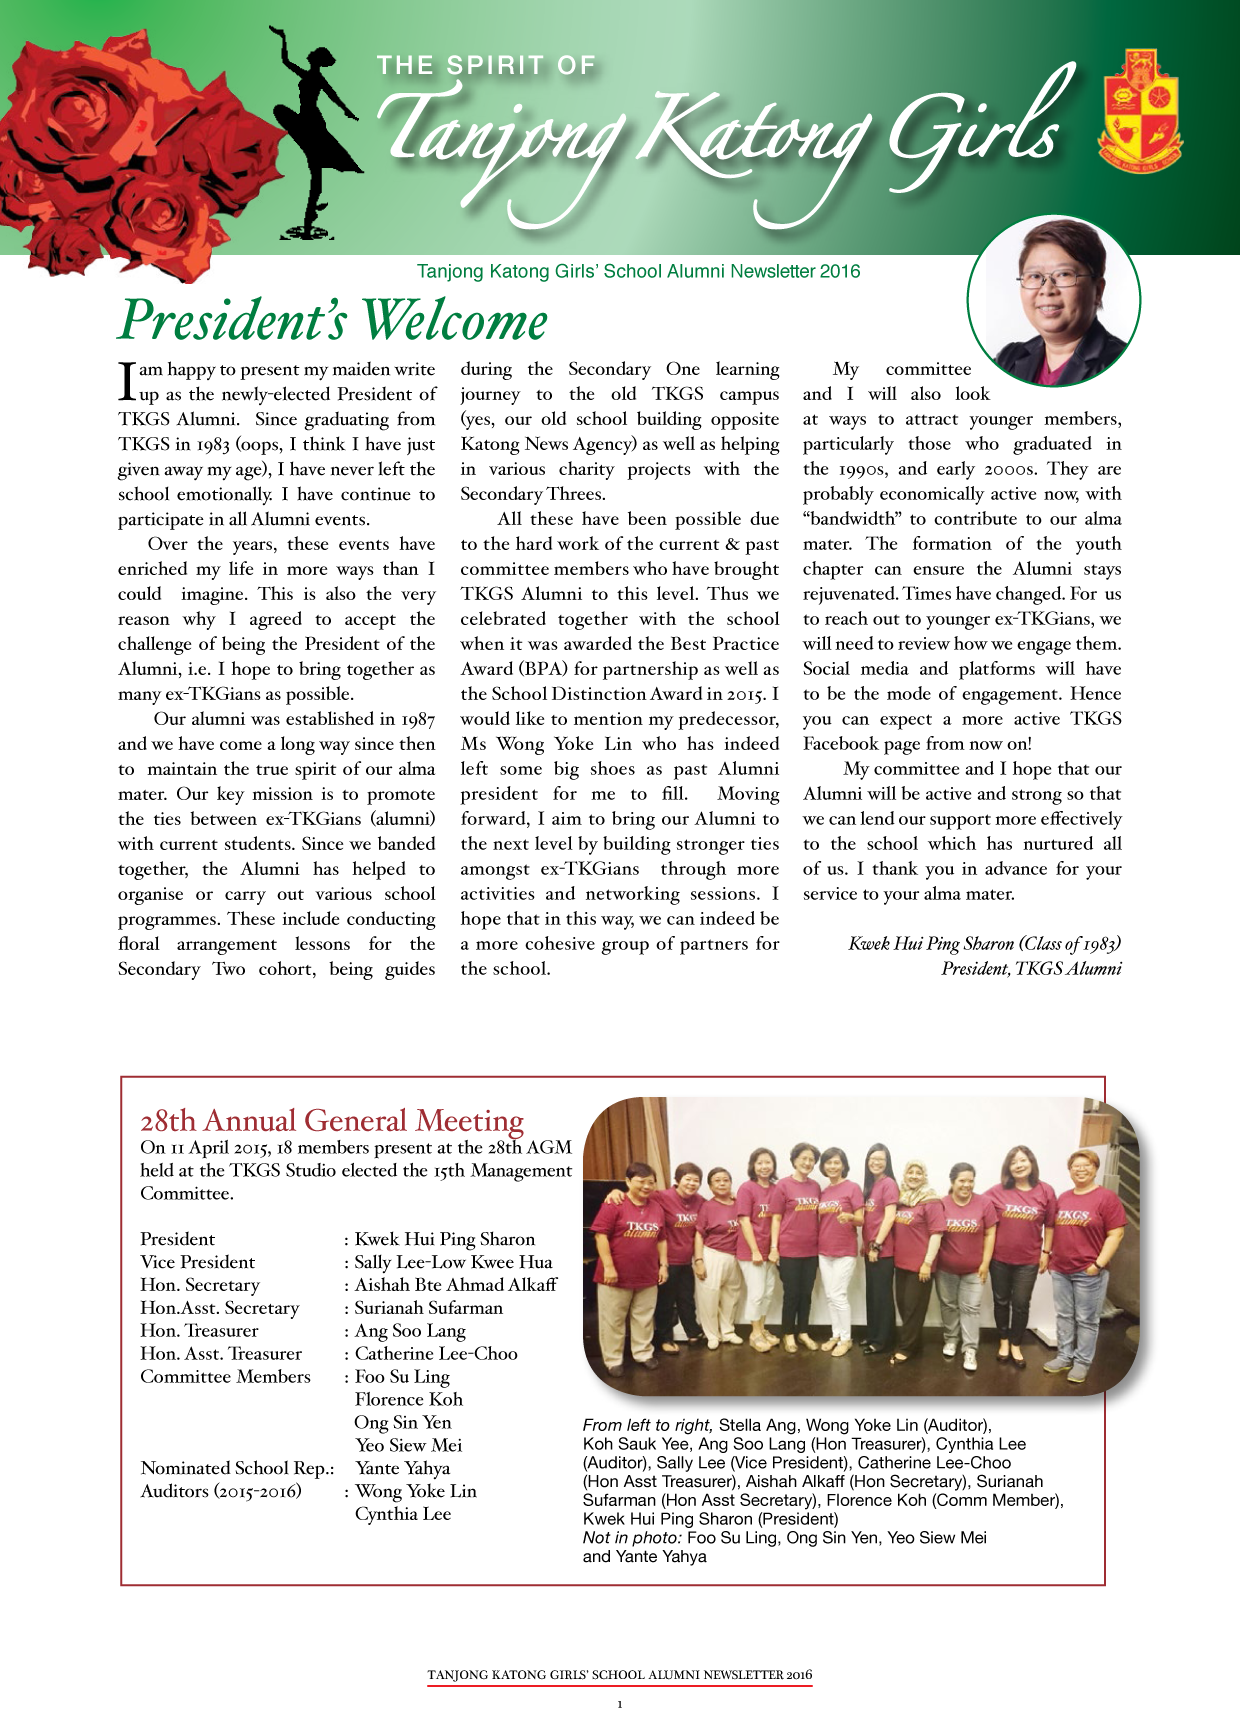 THE SPIRIT OF
Tanjong Katong Girls
Tanjong Katong Girls' School Alumni Newsletter 2016
President's Welcome
I am happy to present my maiden write
up as the newly-elected President of
TKGS Alumni. Since graduating from
TKGS in 1983 (oops, I think I have just
given away my age), I have never left the
school emotionally. I have continue to
participate in all Alumni events.
Over the years, these events have
enriched my life in more ways than I
could imagine. This is also the very
reason why I agreed to accept the
challenge of being the President of the
Alumni, i.e. I hope to bring together as
many ex-TKGians as possible.
Our alumni was established in 1987
and we have come a long way since then
to maintain the true spirit of our alma
mater. Our key mission is to promote
the ties between ex-TKGians (alumni)
with current students. Since we banded
together, the Alumni has helped to
organise or carry out various school
programmes. These include conducting
floral arrangement lessons for the
Secondary Two cohort, being guides
during the Secondary One learning
journey to the old TKGS campus
(yes, our old school building opposite
Katong News Agency) as well as helping
in various charity projects with the
Secondary Threes.
All these have been possible due
to the hard work of the current & past
committee members who have brought
TKGS Alumni to this level. Thus we
celebrated together with the school
when it was awarded the Best Practice
Award (BPA) for partnership as well as
the School Distinction Award in 2015. I
would like to mention my predecessor,
Ms Wong Yoke Lin who has indeed
left some big shoes as past Alumni
president for me to fill. Moving
forward, I aim to bring our Alumni to
the next level by building stronger ties
amongst ex-TKGians through more
activities and networking sessions. I
hope that in this way, we can indeed be
a more cohesive group of partners for
the school.
My committee
and I will also look
at ways to attract younger members,
particularly those who graduated in
the 1990s, and early 2000s. They are
probably economically active now, with
"bandwidth" to contribute to our alma
mater. The formation of the youth
chapter can ensure the Alumni stays
rejuvenated. Times have changed. For us
to reach out to younger ex-TKGians, we
will need to review how we engage them.
Social media and platforms will have
to be the mode of engagement. Hence
you can expect a more active TKGS
Facebook page from now on!
My committee and I hope that our
Alumni will be active and strong so that
we can lend our support more effectively
to the school which has nurtured all
of us. I thank you in advance for your
service to your alma mater.
Kwek Hui Ping Sharon (Class of 1983)
President, TKGS Alumni
28th Annual General Meeting
On 11 April 2015, 18 members present at the 28th AGM
held at the TKGS Studio elected the 15th Management
Committee.
President : Kwek Hui Ping Sharon
Vice President : Sally Lee-Low Kwee Hua
Hon. Secretary : Aishah Bte Ahmad Alkaff
Hon.Asst. Secretary : Surianah Sufarman
Hon. Treasurer : Ang Soo Lang
Hon. Asst. Treasurer : Catherine Lee-Choo
Committee Members : Foo Su Ling
Florence Koh
Ong Sin Yen
Yeo Siew Mei
Nominated School Rep.: Yante Yahya
Auditors (2015-2016) : Wong Yoke Lin
Cynthia Lee
From left to right, Stella Ang, Wong Yoke Lin (Auditor),
Koh Sauk Yee, Ang Soo Lang (Hon Treasurer), Cynthia Lee
(Auditor), Sally Lee (Vice President), Catherine Lee-Choo
(Hon Asst Treasurer), Aishah Alkaff (Hon Secretary), Surianah
Sufarman (Hon Asst Secretary), Florence Koh (Comm Member),
Kwek Hui Ping Sharon (President)
Not in photo: Foo Su Ling, Ong Sin Yen, Yeo Siew Mei
and Yante Yahya
TANJONG KATONG GIRLS' SCHOOL ALUMNI NEWSLETTER 2016
1